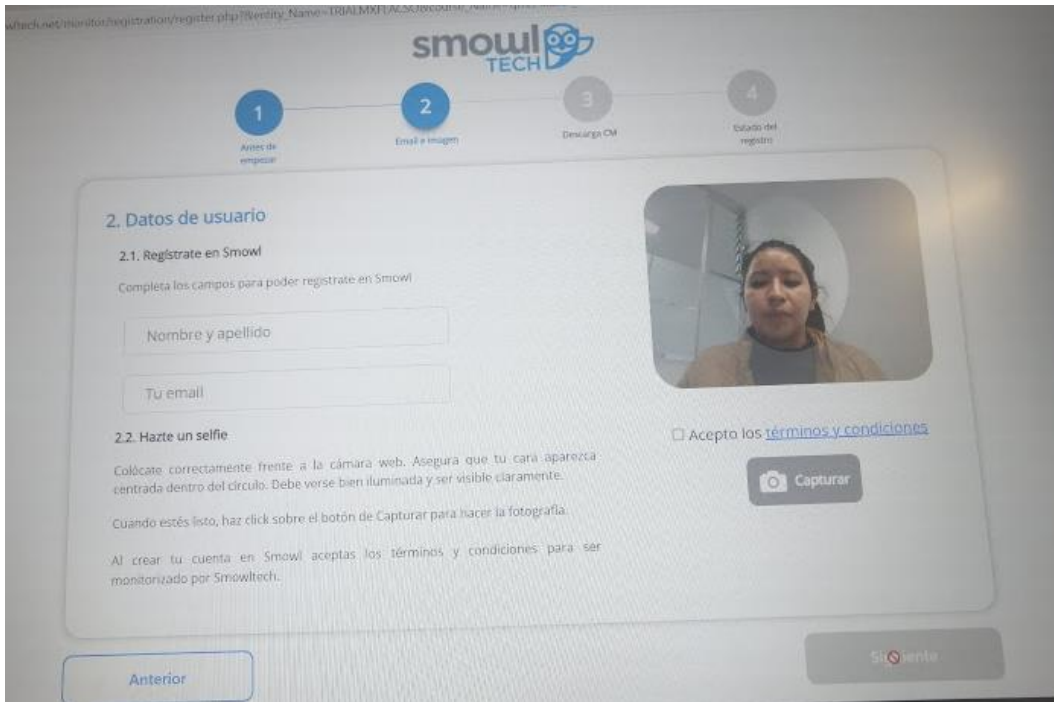 smowl
TECH
1
2
3
4
Antes de
empezar
Email e imagen
Descarga CM
Estado del
registro
2. Datos de usuario
2.1. Regístrate en Smowl
Completa los campos para poder registrate en Smowl
Nombre y apellido
Tu email
2.2. Hazte un selfie
Colócate correctamente frente a la cámara web. Asegura que tu cara aparezca
centrada dentro del círculo. Debe verse bien iluminada y ser visible claramente.
Cuando estés listo, haz click sobre el botón de Capturar para hacer la fotografía.
Al crear tu cuenta en Smowl aceptas los términos y condiciones para ser
monitorizado por Smowltech.
Acepto los términos y condiciones
Capturar
Anterior
Siguiente